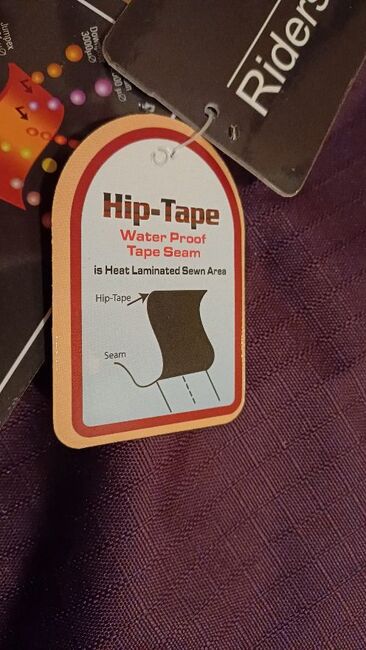 Riders
Hip-Tape
Water Proof
Tape Seam
is Heat Laminated Sewn Area
Hip-Tape
Seam